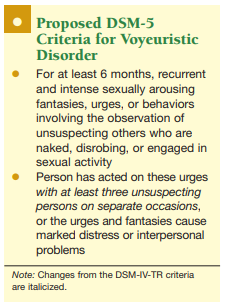 Proposed DSM-5
Criteria for Voyeuristic
Disorder
● For at least 6 months, recurrent
and intense sexually arousing
fantasies, urges, or behaviors
involving the observation of
unsuspecting others who are
naked, disrobing, or engaged in
sexual activity
● Person has acted on these urges
with at least three unsuspecting
persons on separate occasions,
or the urges and fantasies cause
marked distress or interpersonal
problems
Note: Changes from the DSM-IV-TR criteria
are italicized.